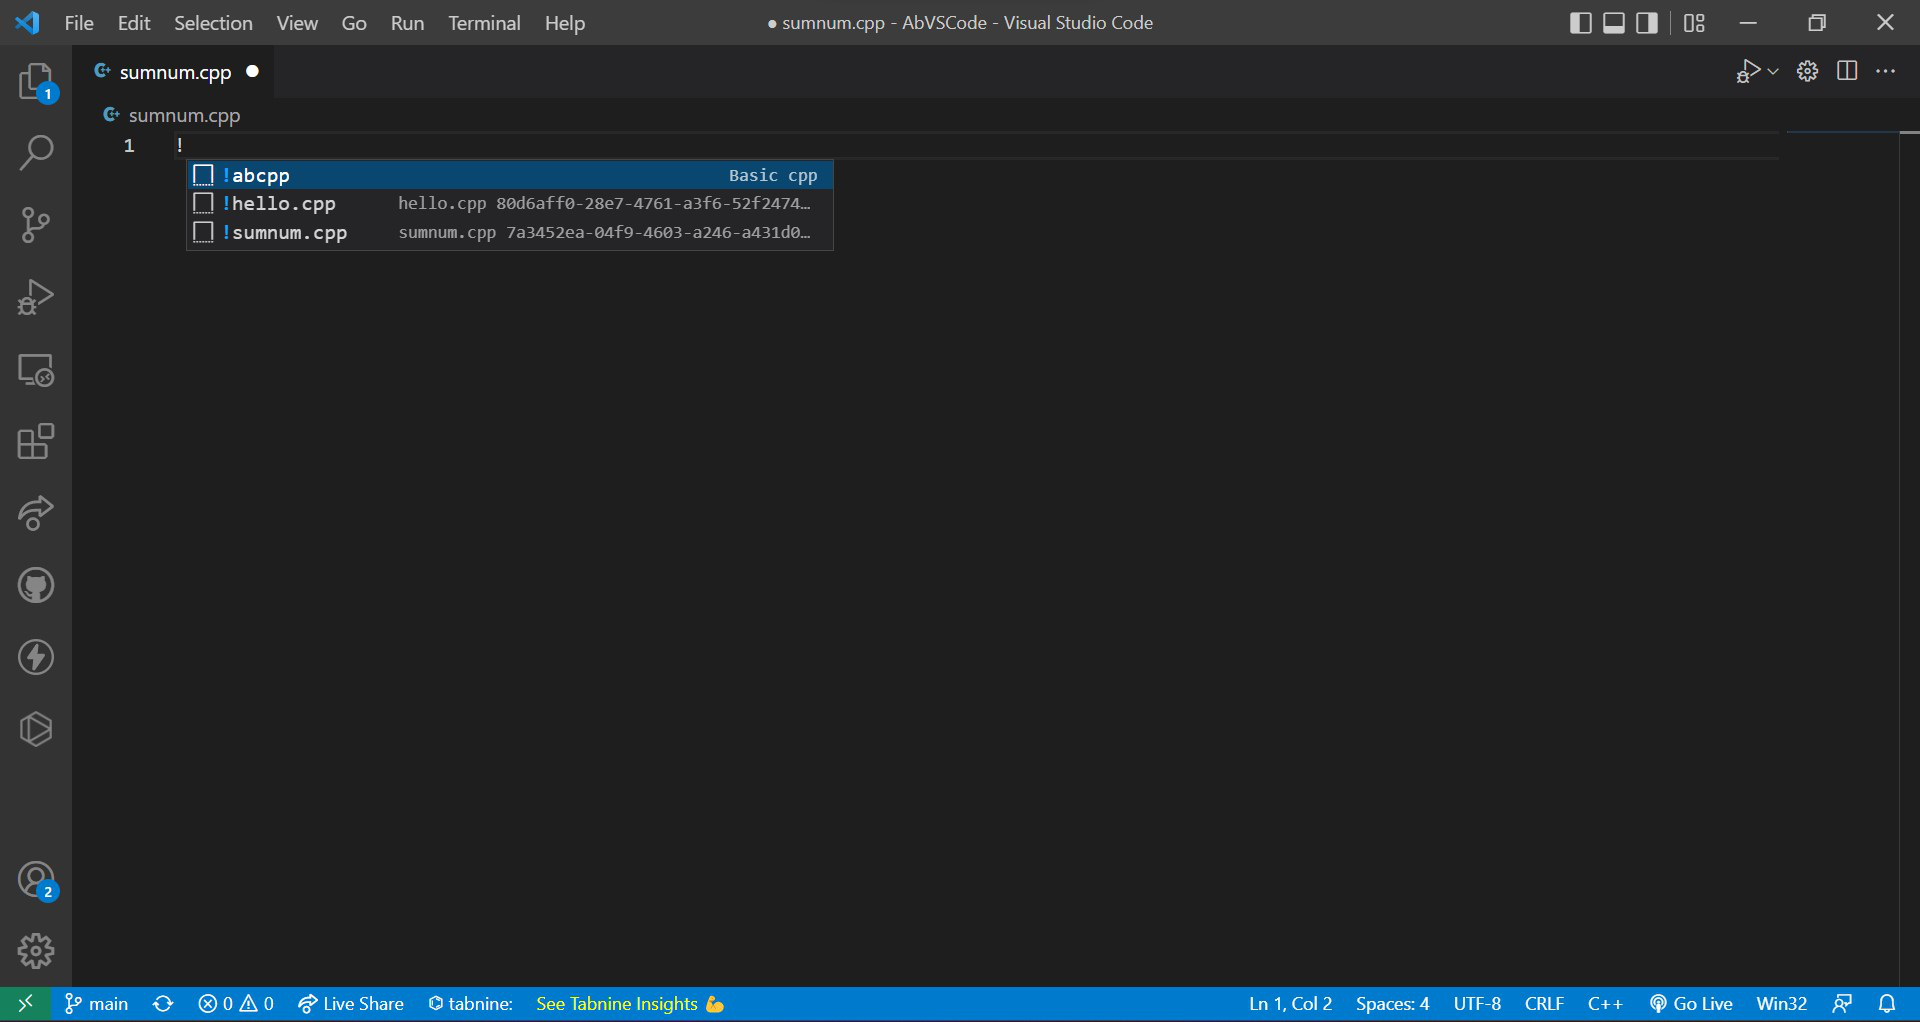 File Edit Selection View Go Run Terminal Help
● sumnum.cpp - AbVSCode - Visual Studio Code
sumnum.cpp ●
sumnum.cpp
1 !
!abcpp Basic cpp
!hello.cpp hello.cpp 80d6aff0-28e7-4761-a3f6-52f2474…
!sumnum.cpp sumnum.cpp 7a3452ea-04f9-4603-a246-a431d0…
1
2
main 0 0 Live Share tabnine: See Tabnine Insights 💪 Ln 1, Col 2 Spaces: 4 UTF-8 CRLF C++ Go Live Win32